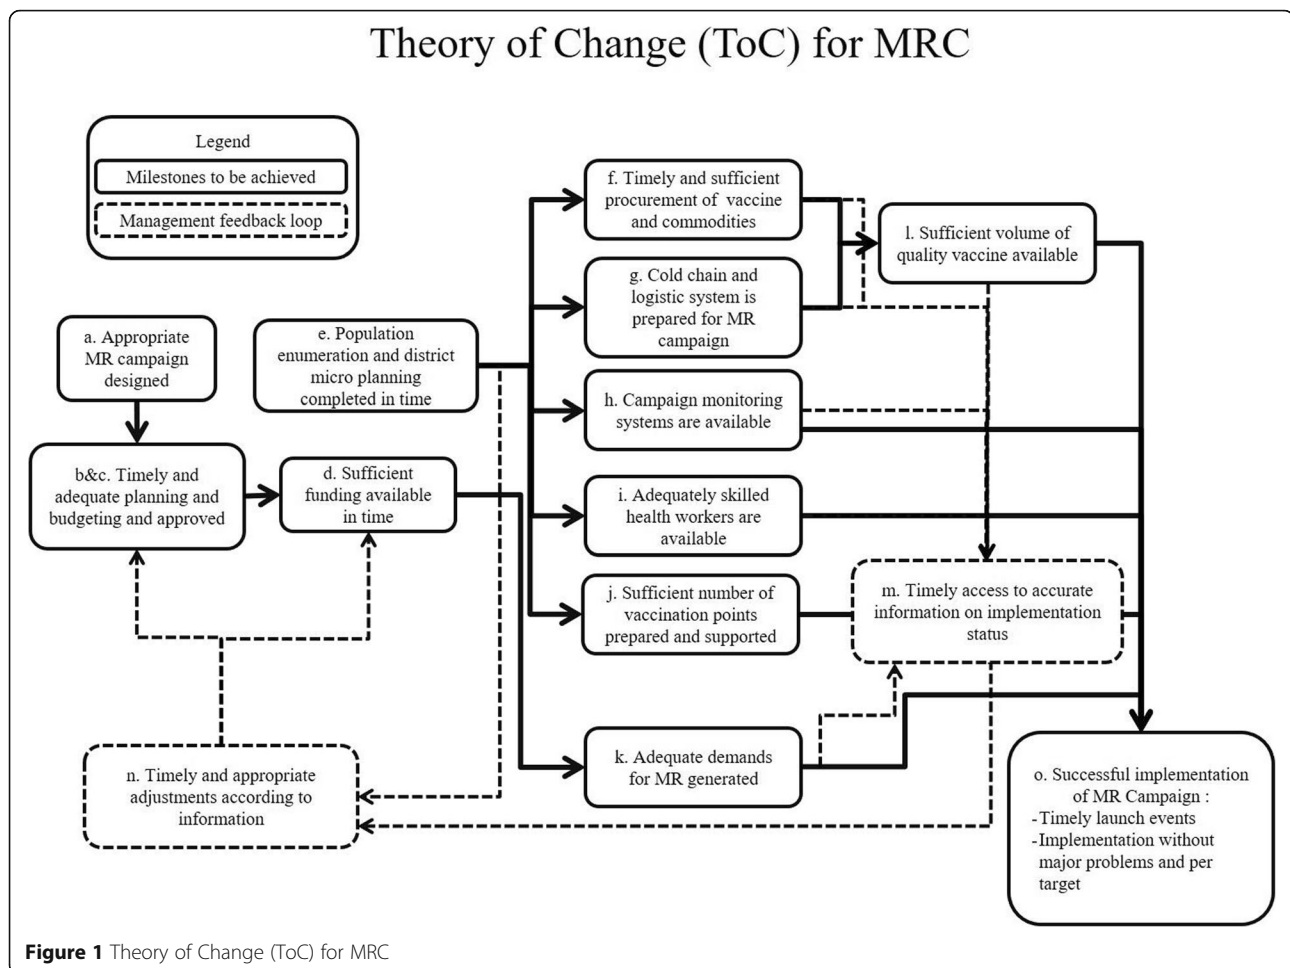 Theory of Change (ToC) for MRC
Legend
Milestones to be achieved
Management feedback loop
a. Appropriate
MR campaign
designed
b&c. Timely and
adequate planning and
budgeting and approved
d. Sufficient
funding available
in time
e. Population
enumeration and district
micro planning
completed in time
f. Timely and sufficient
procurement of vaccine
and commodities
g. Cold chain and
logistic system is
prepared for MR
campaign
h. Campaign monitoring
systems are available
i. Adequately skilled
health workers are
available
j. Sufficient number of
vaccination points
prepared and supported
k. Adequate demands
for MR generated
l. Sufficient volume of
quality vaccine available
m. Timely access to accurate
information on implementation
status
n. Timely and appropriate
adjustments according to
information
o. Successful implementation
of MR Campaign :
-Timely launch events
-Implementation without
major problems and per
target
Figure 1 Theory of Change (ToC) for MRC